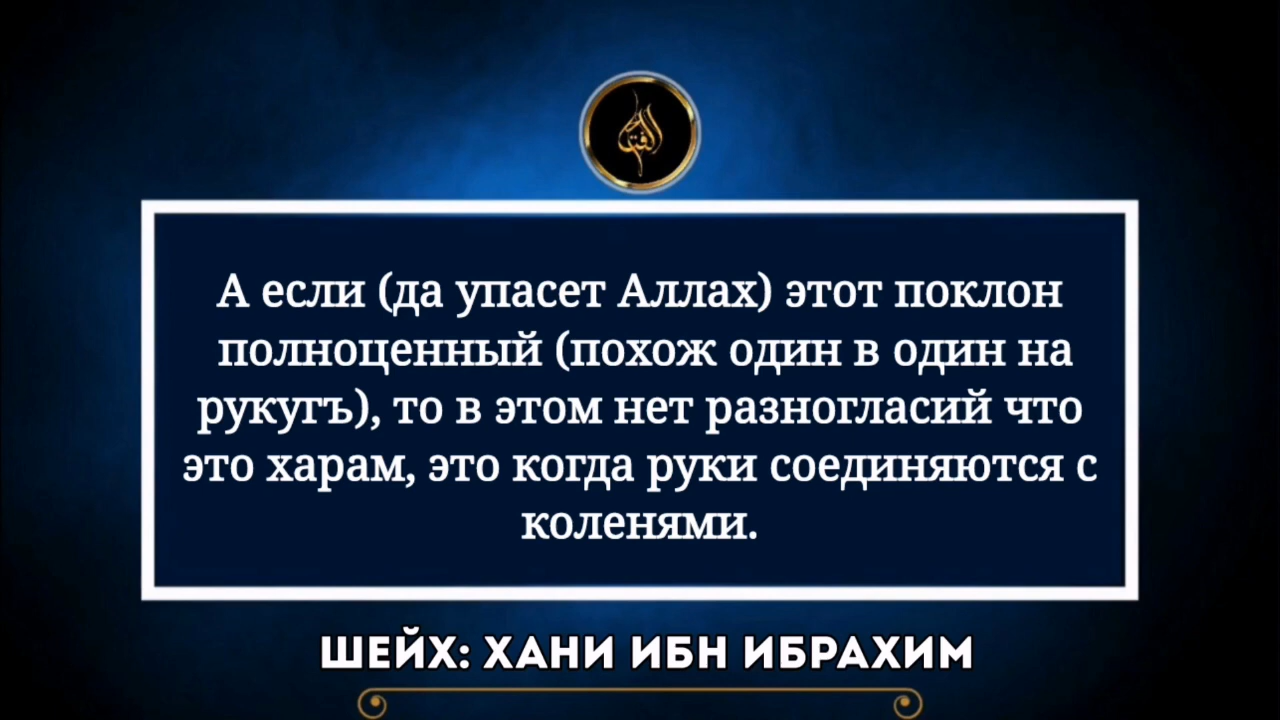 الفتح
А если (да упасет Аллах) этот поклон
полноценный (похож один в один на
рукугъ), то в этом нет разногласий что
это харам, это когда руки соединяются с
коленями.
ШЕЙХ: ХАНИ ИБН ИБРАХИМ